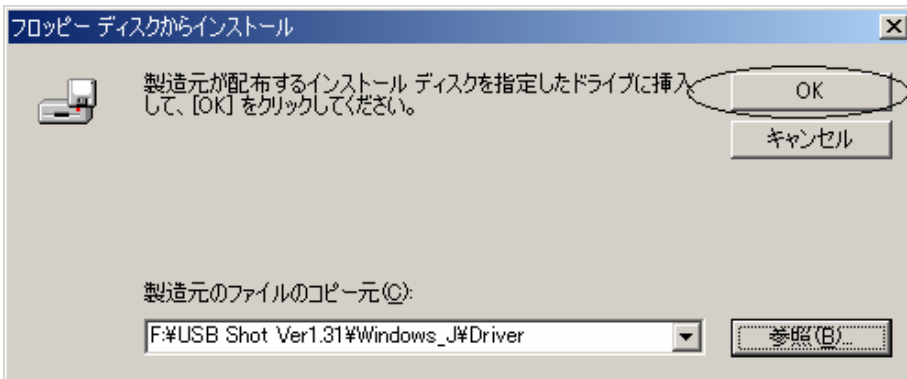 フロッピー ディスクからインストール
製造元が配布するインストール ディスクを指定したドライブに挿入
して、[OK] をクリックしてください。
OK
キャンセル
製造元のファイルのコピー元(C):
F:¥USB Shot Ver1.31¥Windows_J¥Driver
参照(B)...